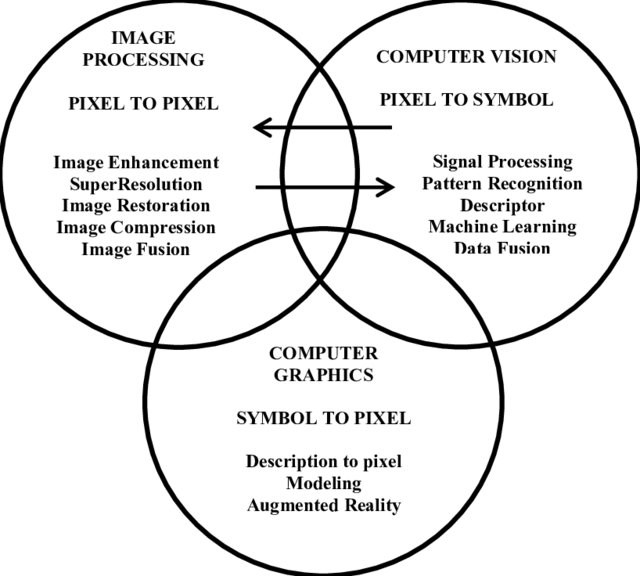 IMAGE
PROCESSING
PIXEL TO PIXEL
Image Enhancement
SuperResolution
Image Restoration
Image Compression
Image Fusion
COMPUTER VISION
PIXEL TO SYMBOL
Signal Processing
Pattern Recognition
Descriptor
Machine Learning
Data Fusion
COMPUTER
GRAPHICS
SYMBOL TO PIXEL
Description to pixel
Modeling
Augmented Reality